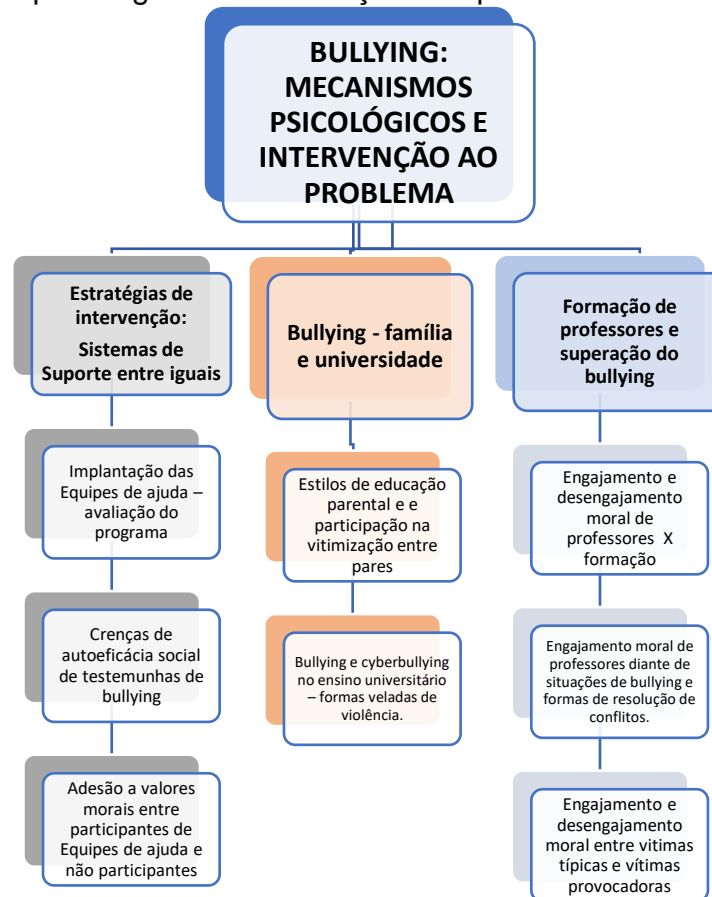 BULLYING:
MECANISMOS
PSICOLÓGICOS E
INTERVENÇÃO AO
PROBLEMA
Estratégias de
intervenção:
Sistemas de
Suporte entre iguais
Implantação das
Equipes de ajuda –
avaliação do
programa
Crenças de
autoeficácia social
de testemunhas de
bullying
Adesão a valores
morais entre
participantes de
Equipes de ajuda e
não participantes
Bullying - família
e universidade
Estilos de educação
parental e e
participação na
vitimização entre
pares
Bullying e cyberbullying
no ensino universitário
– formas veladas de
violência.
Formação de
professores e
superação do
bullying
Engajamento e
desengajamento
moral de
professores X
formação
Engajamento moral de
professores diante de
situações de bullying e
formas de resolução de
conflitos.
Engajamento e
desengajamento
moral entre vitimas
típicas e vítimas
provocadoras